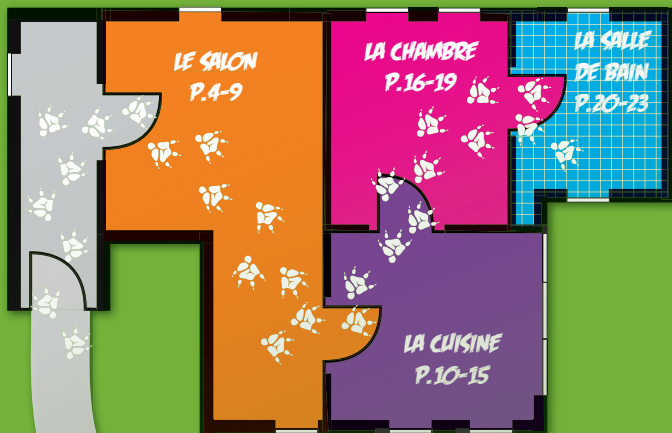 LE SALON
P.4-9
LA CHAMBRE
P.16-19
LA SALLE
DE BAIN
P.20-23
LA CUISINE
P.10-15